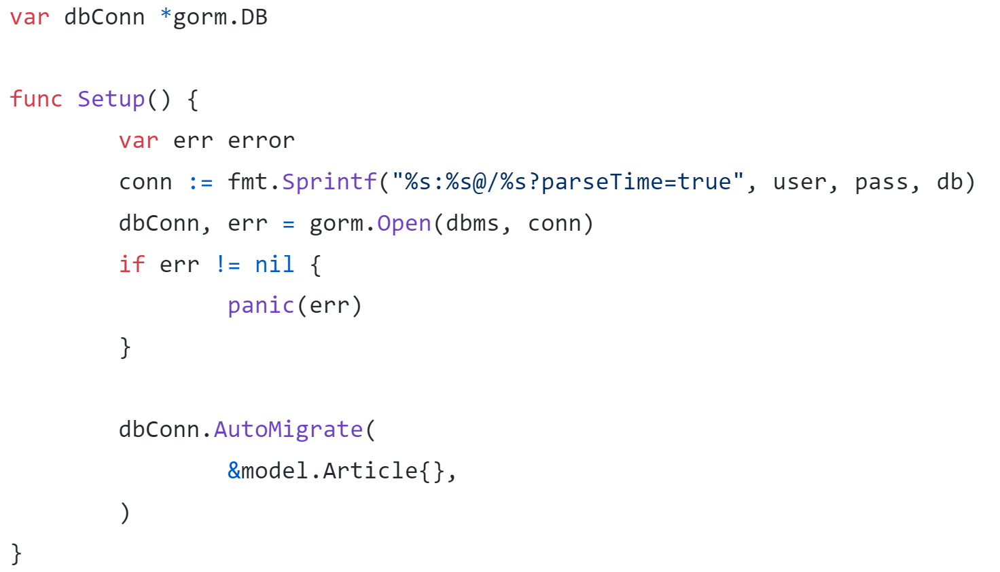 var dbConn *gorm.DB
func Setup() {
var err error
conn := fmt.Sprintf("%s:%s@/%s?parseTime=true", user, pass, db)
dbConn, err = gorm.Open(dbms, conn)
if err != nil {
panic(err)
}
dbConn.AutoMigrate(
&model.Article{},
)
}